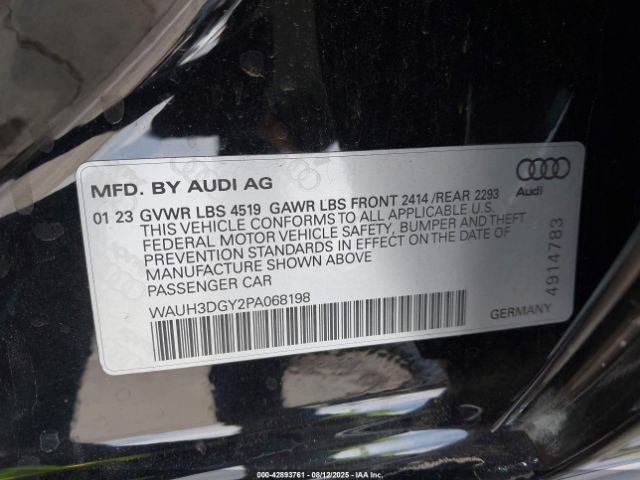 MFD. BY AUDI AG
Audi
01 23 GVWR LBS 4519 GAWR LBS FRONT 2414 /REAR 2293
THIS VEHICLE CONFORMS TO ALL APPLICABLE U.S.
FEDERAL MOTOR VEHICLE SAFETY, BUMPER AND THEFT
PREVENTION STANDARDS IN EFFECT ON THE DATE OF
MANUFACTURE SHOWN ABOVE
PASSENGER CAR
WAUH3DGY2PA068198
4914783
GERMANY
000-42893761 - 08/12/2025 - IAAI.com